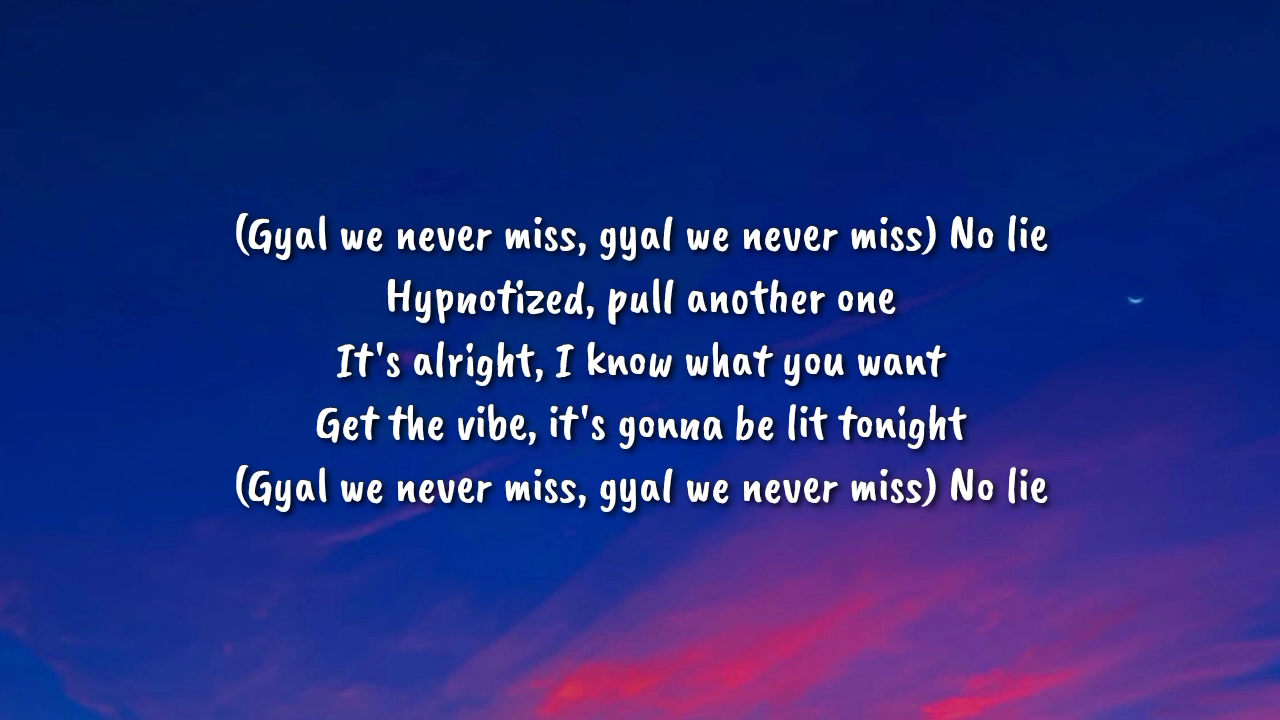 (Gyal we never miss, gyal we never miss) No lie
Hypnotized, pull another one
It's alright, I know what you want
Get the vibe, it's gonna be lit tonight
(Gyal we never miss, gyal we never miss) No lie